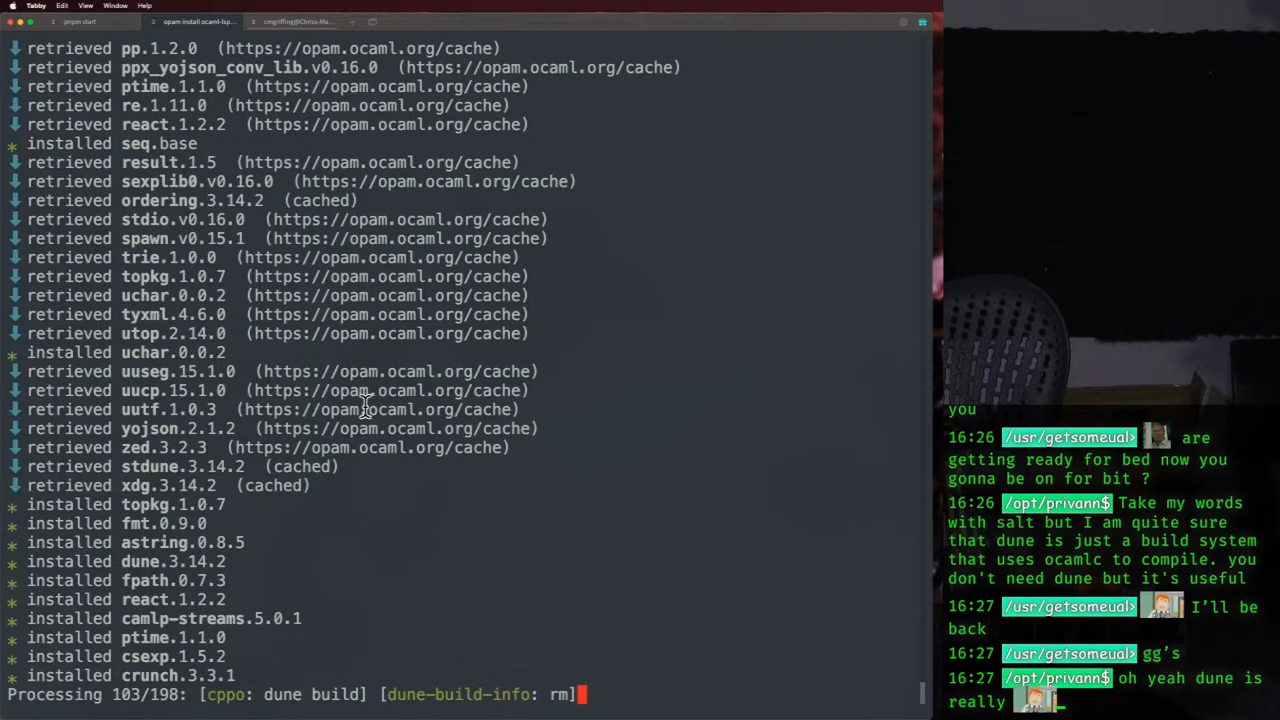 Tabby Edit View Window Help
1 pnpm start 2 opam install ocaml-lsp... 3 cmgriffing@Chriss-Ma...
retrieved pp.1.2.0 (https://opam.ocaml.org/cache)
retrieved ppx_yojson_conv_lib.v0.16.0 (https://opam.ocaml.org/cache)
retrieved ptime.1.1.0 (https://opam.ocaml.org/cache)
retrieved re.1.11.0 (https://opam.ocaml.org/cache)
retrieved react.1.2.2 (https://opam.ocaml.org/cache)
* installed seq.base
retrieved result.1.5 (https://opam.ocaml.org/cache)
retrieved sexplib0.v0.16.0 (https://opam.ocaml.org/cache)
retrieved ordering.3.14.2 (cached)
retrieved stdio.v0.16.0 (https://opam.ocaml.org/cache)
retrieved spawn.v0.15.1 (https://opam.ocaml.org/cache)
retrieved trie.1.0.0 (https://opam.ocaml.org/cache)
retrieved topkg.1.0.7 (https://opam.ocaml.org/cache)
retrieved uchar.0.0.2 (https://opam.ocaml.org/cache)
retrieved tyxml.4.6.0 (https://opam.ocaml.org/cache)
retrieved utop.2.14.0 (https://opam.ocaml.org/cache)
* installed uchar.0.0.2
retrieved uuseg.15.1.0 (https://opam.ocaml.org/cache)
retrieved uucp.15.1.0 (https://opam.ocaml.org/cache)
retrieved uutf.1.0.3 (https://opam.ocaml.org/cache)
retrieved yojson.2.1.2 (https://opam.ocaml.org/cache)
retrieved zed.3.2.3 (https://opam.ocaml.org/cache)
retrieved stdune.3.14.2 (cached)
retrieved xdg.3.14.2 (cached)
* installed topkg.1.0.7
* installed fmt.0.9.0
* installed astring.0.8.5
* installed dune.3.14.2
* installed fpath.0.7.3
* installed react.1.2.2
* installed camlp-streams.5.0.1
* installed ptime.1.1.0
* installed csexp.1.5.2
* installed crunch.3.3.1
Processing 103/198: [cppo: dune build] [dune-build-info: rm]
you
16:26 /usr/getsomeual> are
getting ready for bed now you
gonna be on for bit ?
16:26 /opt/privann$ Take my words
with salt but I am quite sure
that dune is just a build system
that uses ocamlc to compile. you
don't need dune but it's useful
16:27 /usr/getsomeual> I’ll be
back
16:27 /usr/getsomeual> gg’s
16:27 /opt/privann$ oh yeah dune is
really